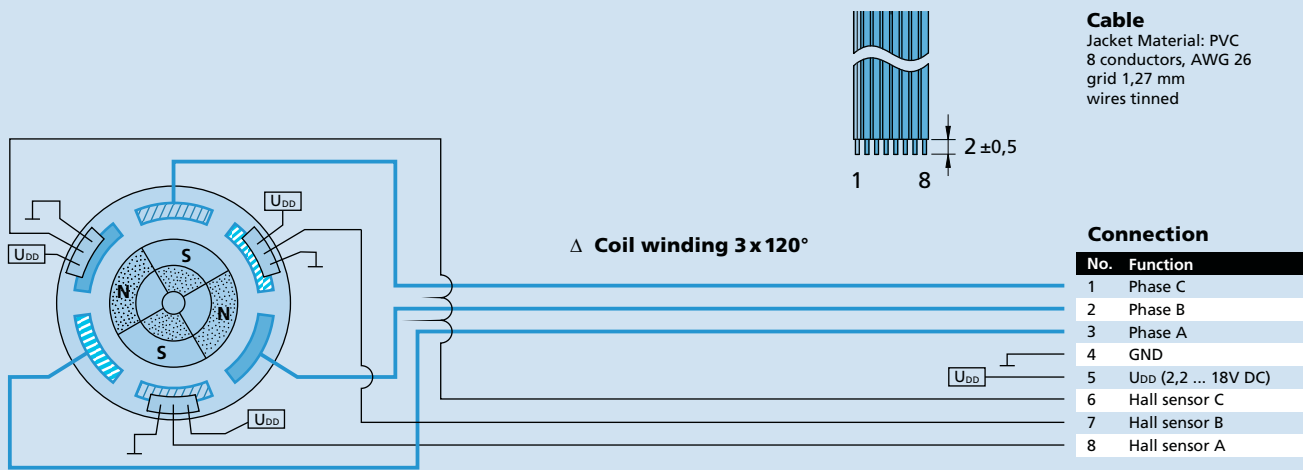 Cable
Jacket Material: PVC
8 conductors, AWG 26
grid 1,27 mm
wires tinned
2 ±0,5
1 8
UDD
UDD
S
N
N
S
UDD
Δ Coil winding 3 x 120°
UDD
Connection
No. Function
1 Phase C
2 Phase B
3 Phase A
4 GND
5 UDD (2,2 ... 18V DC)
6 Hall sensor C
7 Hall sensor B
8 Hall sensor A